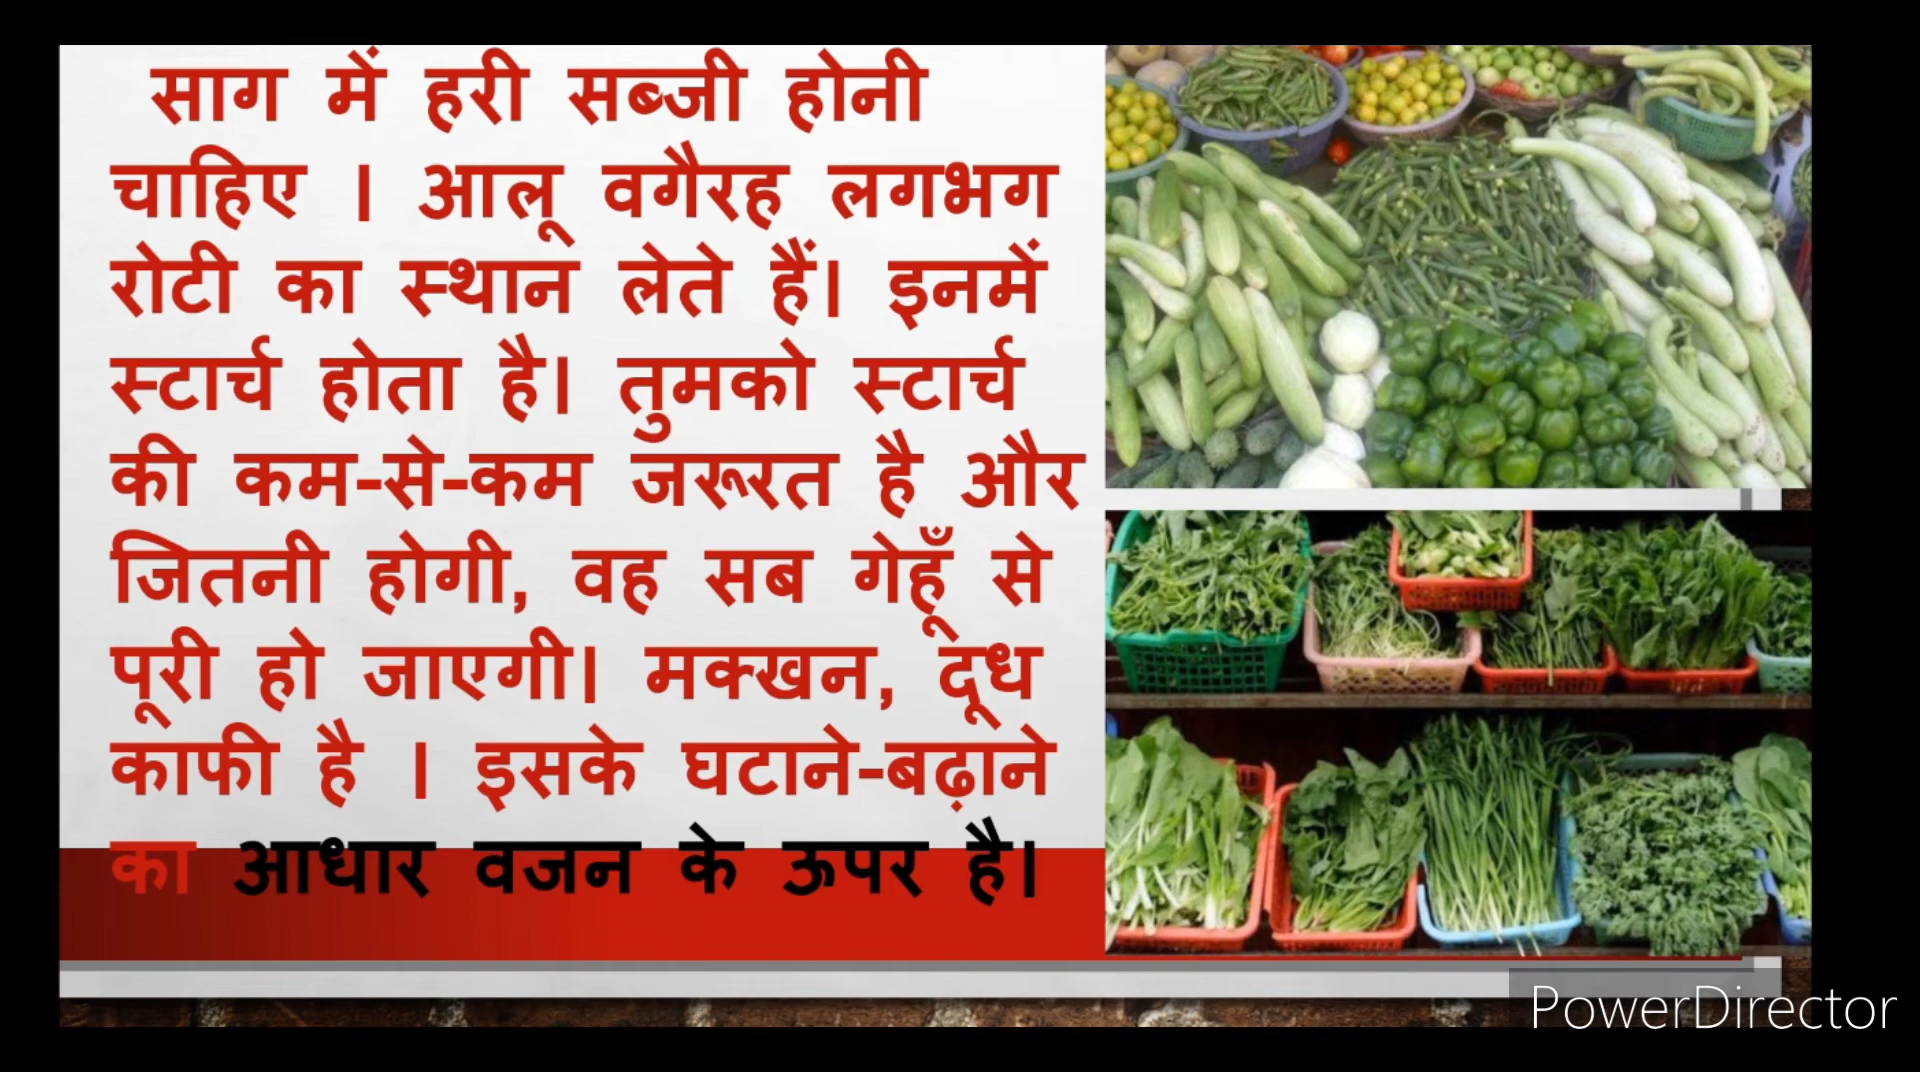 साग में हरी सब्जी होनी
चाहिए । आलू वगैरह लगभग
रोटी का स्थान लेते हैं। इनमें
स्टार्च होता है। तुमको स्टार्च
की कम-से-कम जरूरत है और
जितनी होगी, वह सब गेहूँ से
पूरी हो जाएगी। मक्खन, दूध
काफी है । इसके घटाने-बढ़ाने
का आधार वजन के ऊपर है।
PowerDirector